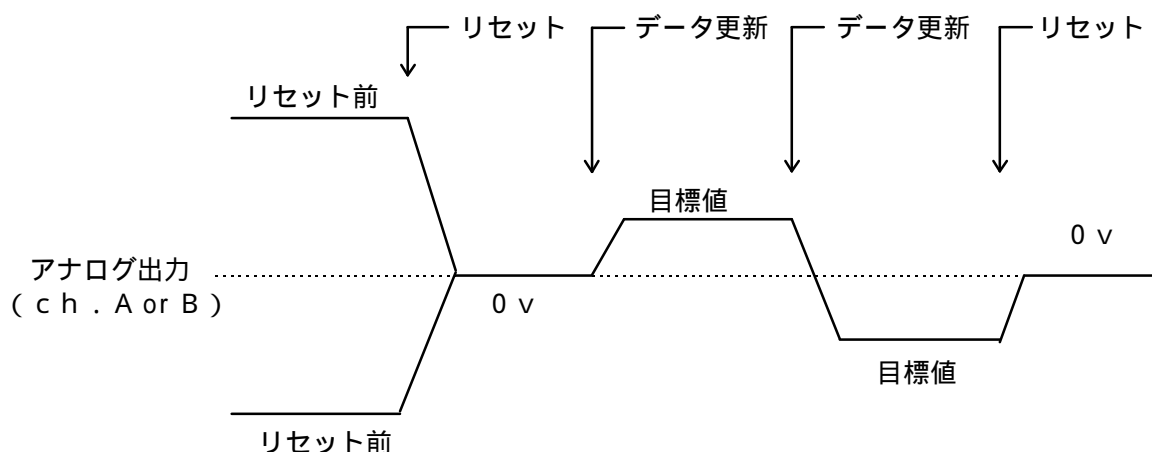 リセット
データ更新
データ更新
リセット
リセット前
目標値
0 v
アナログ出力
( c h . A or B )
0 v
目標値
リセット前